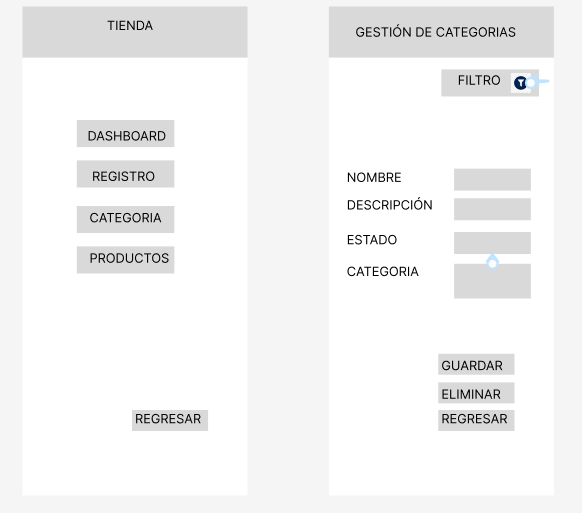 TIENDA
DASHBOARD
REGISTRO
CATEGORIA
PRODUCTOS
REGRESAR
GESTIÓN DE CATEGORIAS
FILTRO
NOMBRE
DESCRIPCIÓN
ESTADO
CATEGORIA
GUARDAR
ELIMINAR
REGRESAR